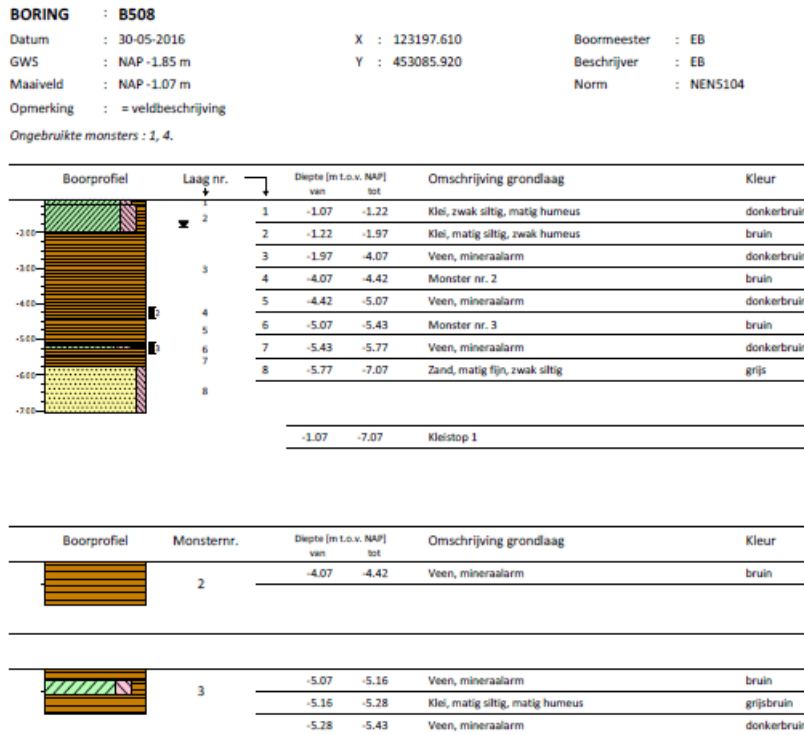 BORING : B508
Datum : 30-05-2016 X : 123197.610 Boormeester : EB
GWS : NAP -1.85 m Y : 453085.920 Beschrijver : EB
Maaiveld : NAP -1.07 m Norm : NEN5104
Opmerking : = veldbeschrijving
Ongebruikte monsters : 1, 4.
Boorprofiel Laag nr. Diepte [m t.o.v. NAP] Omschrijving grondlaag Kleur
van tot
1 1 -1.07 -1.22 Klei, zwak siltig, matig humeus donkerbruin
-2.00 2 2 -1.22 -1.97 Klei, matig siltig, zwak humeus bruin
3 -1.97 -4.07 Veen, mineraalarm donkerbruin
-3.00 3 4 -4.07 -4.42 Monster nr. 2 bruin
-4.00 2 4 5 -4.42 -5.07 Veen, mineraalarm donkerbruin
-5.00 5 6 -5.07 -5.43 Monster nr. 3 bruin
3 6 7 -5.43 -5.77 Veen, mineraalarm donkerbruin
-6.00 7 8 -5.77 -7.07 Zand, matig fijn, zwak siltig grijs
8
-7.00
-1.07 -7.07 Kleistop 1
Boorprofiel Monsternr. Diepte [m t.o.v. NAP] Omschrijving grondlaag Kleur
van tot
2 -4.07 -4.42 Veen, mineraalarm bruin
3 -5.07 -5.16 Veen, mineraalarm bruin
-5.16 -5.28 Klei, matig siltig, matig humeus grijsbruin
-5.28 -5.43 Veen, mineraalarm donkerbruin